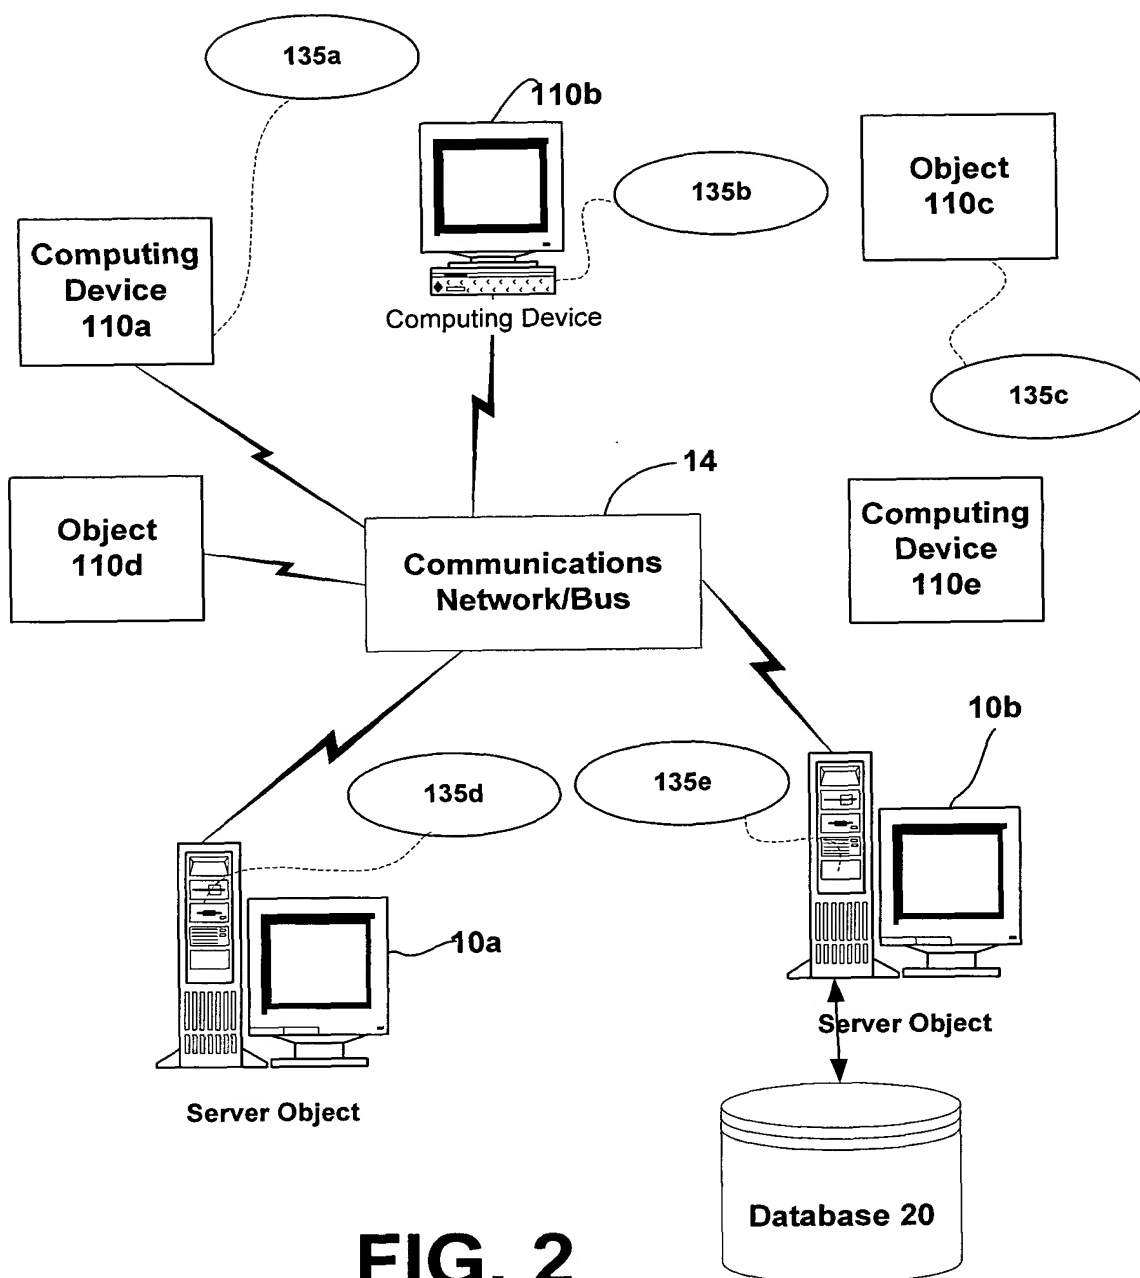 135a
110b
135b
Object
110c
Computing
Device
110a
Computing Device
135c
14
Object
110d
Communications
Network/Bus
Computing
Device
110e
10b
135d
135e
10a
Server Object
Server Object
Database 20
FIG. 2